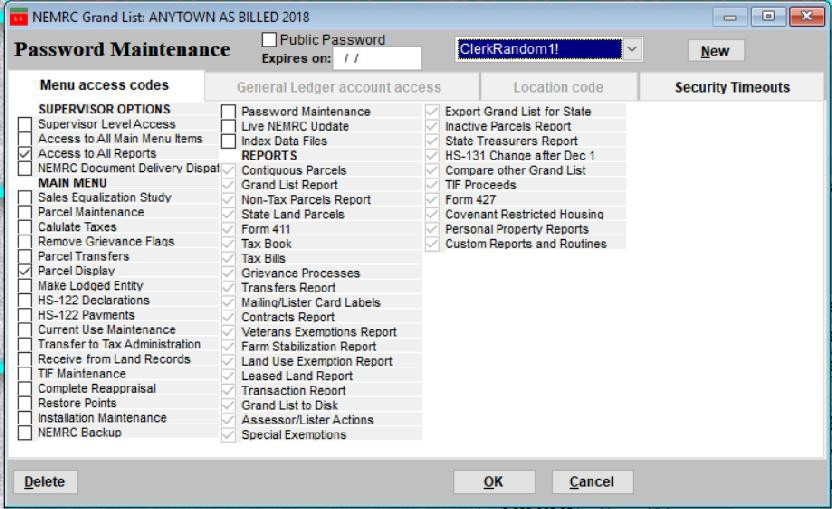 NEMRC Grand List: ANYTOWN AS BILLED 2018
Password Maintenance
Public Password
Expires on: / /
ClerkRandom1!
New
Menu access codes
General Ledger account access
Location code
Security Timeouts
SUPERVISOR OPTIONS
Supervisor Level Access
Access to All Main Menu Items
Access to All Reports
NEMRC Document Delivery Dispat
MAIN MENU
Sales Equalization Study
Parcel Maintenance
Calulate Taxes
Remove Grievance Flags
Parcel Transfers
Parcel Display
Make Lodged Entity
HS-122 Declarations
HS-122 Payments
Current Use Maintenance
Transfer to Tax Administration
Receive from Land Records
TIF Maintenance
Complete Reappraisal
Restore Points
Installation Maintenance
NEMRC Backup
Password Maintenance
Live NEMRC Update
Index Data Files
REPORTS
Contiguous Parcels
Grand List Report
Non-Tax Parcels Report
State Land Parcels
Form 411
Tax Book
Tax Bills
Grievance Processes
Transfers Report
Mailing/Lister Card Labels
Contracts Report
Veterans Exemptions Report
Farm Stabilization Report
Land Use Exemption Report
Leased Land Report
Transaction Report
Grand List to Disk
Assessor/Lister Actions
Special Exemptions
Export Grand List for State
Inactive Parcels Report
State Treasurers Report
HS-131 Change after Dec 1
Compare other Grand List
TIF Proceeds
Form 427
Covenant Restricted Housing
Personal Property Reports
Custom Reports and Routines
Delete
OK
Cancel